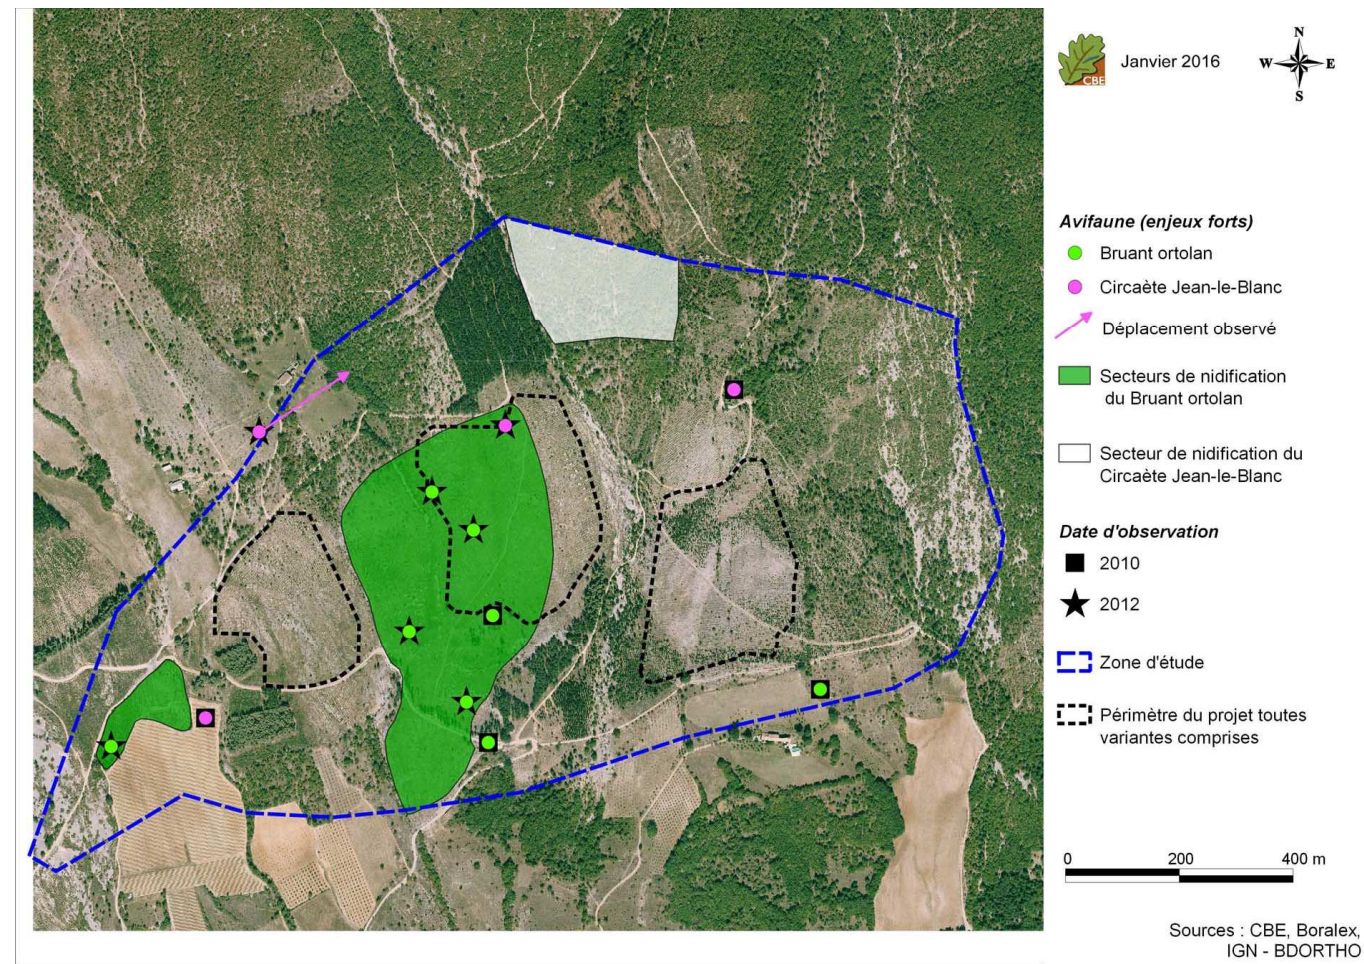 CBE
Janvier 2016
N
W E
S
Avifaune (enjeux forts)
Bruant ortolan
Circaète Jean-le-Blanc
Déplacement observé
Secteurs de nidification
du Bruant ortolan
Secteur de nidification du
Circaète Jean-le-Blanc
Date d'observation
2010
2012
Zone d'étude
Périmètre du projet toutes
variantes comprises
0 200 400 m
Sources : CBE, Boralex,
IGN - BDORTHO